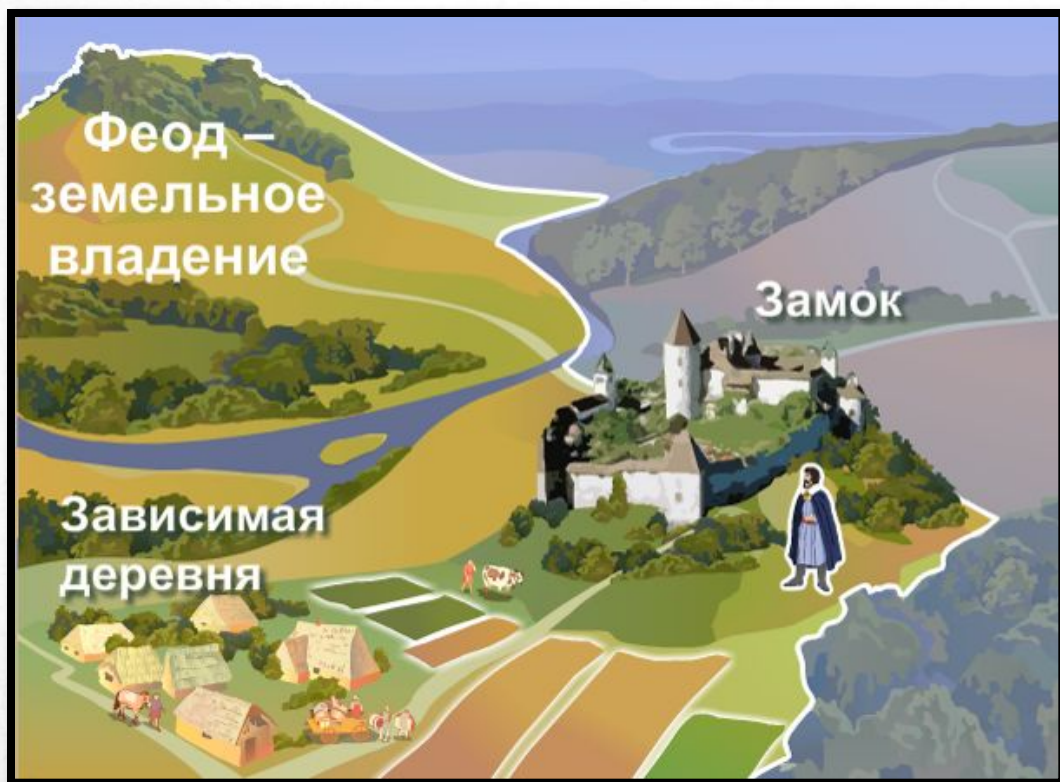 Феод –
земельное
владение
Замок
Зависимая
деревня